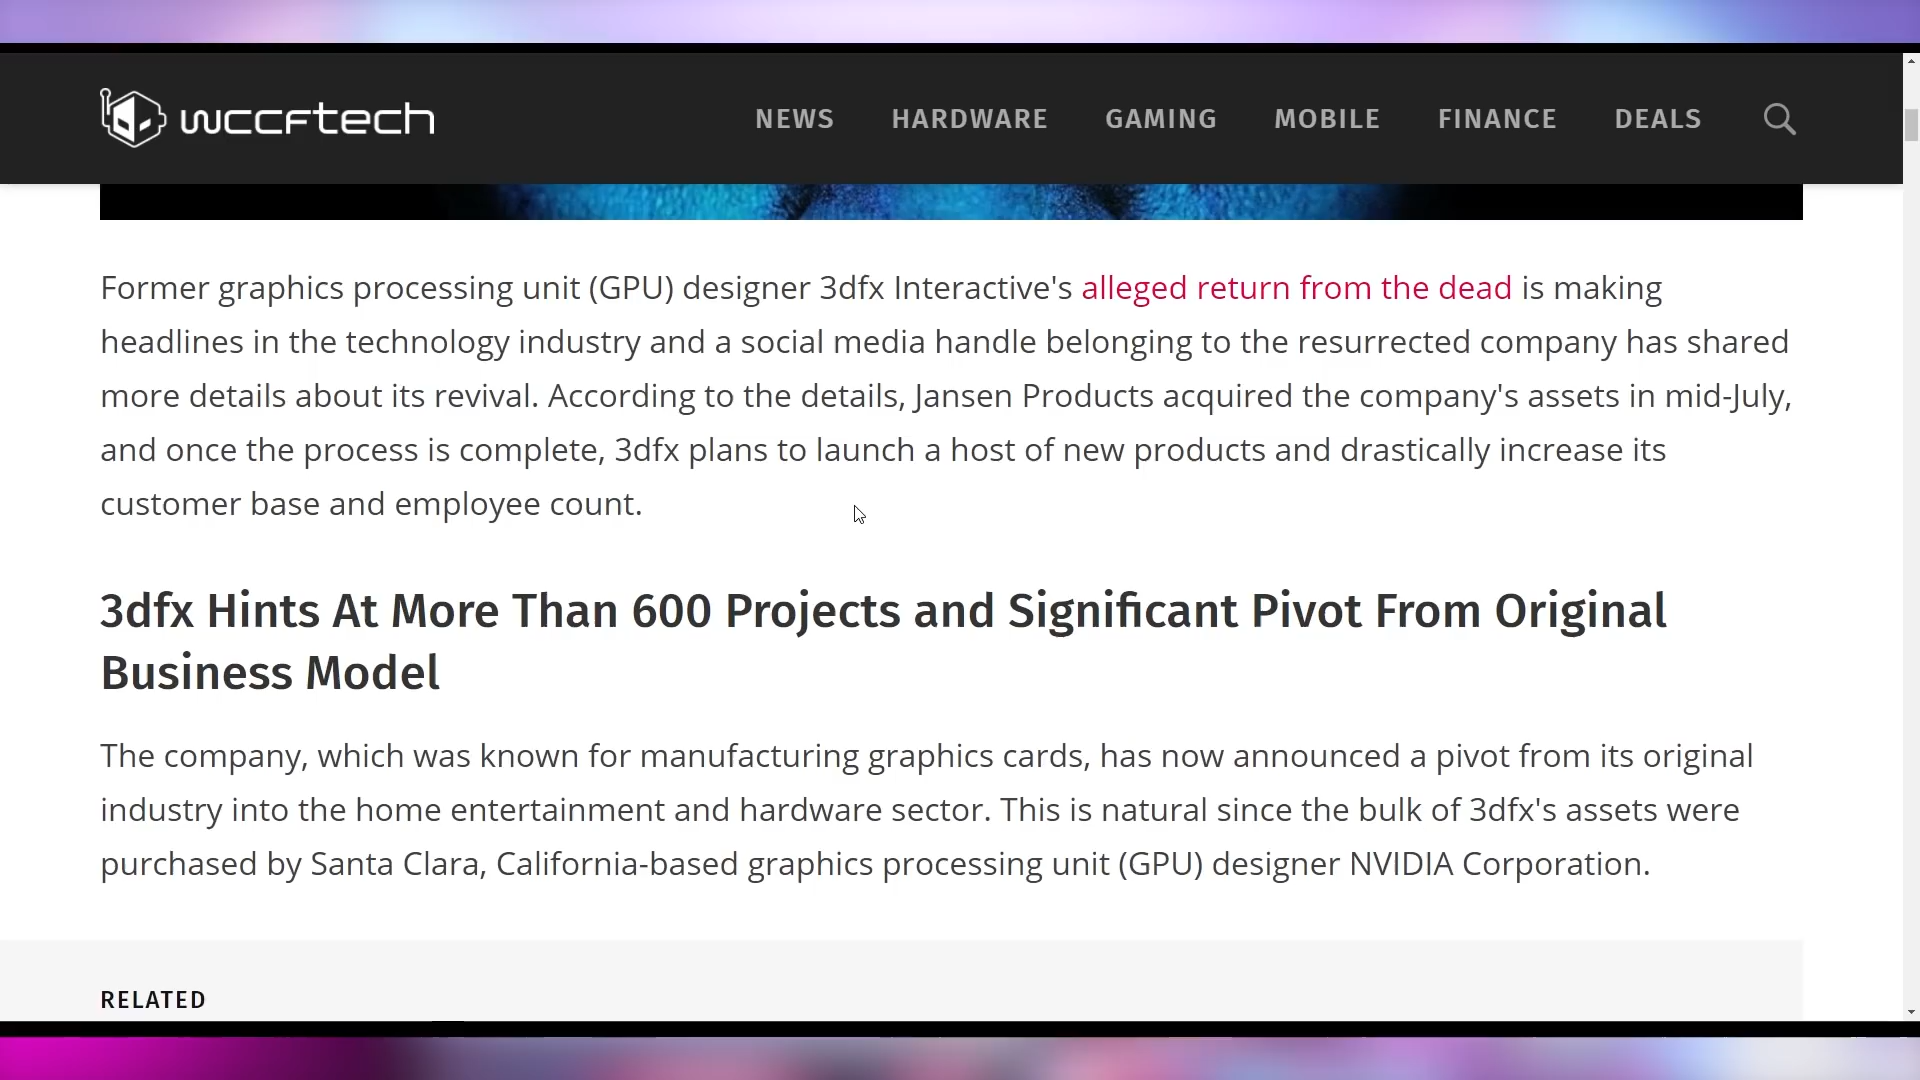 wccftech
NEWS HARDWARE GAMING MOBILE FINANCE DEALS
Former graphics processing unit (GPU) designer 3dfx Interactive's alleged return from the dead is making
headlines in the technology industry and a social media handle belonging to the resurrected company has shared
more details about its revival. According to the details, Jansen Products acquired the company's assets in mid-July,
and once the process is complete, 3dfx plans to launch a host of new products and drastically increase its
customer base and employee count.
3dfx Hints At More Than 600 Projects and Significant Pivot From Original
Business Model
The company, which was known for manufacturing graphics cards, has now announced a pivot from its original
industry into the home entertainment and hardware sector. This is natural since the bulk of 3dfx's assets were
purchased by Santa Clara, California-based graphics processing unit (GPU) designer NVIDIA Corporation.
RELATED